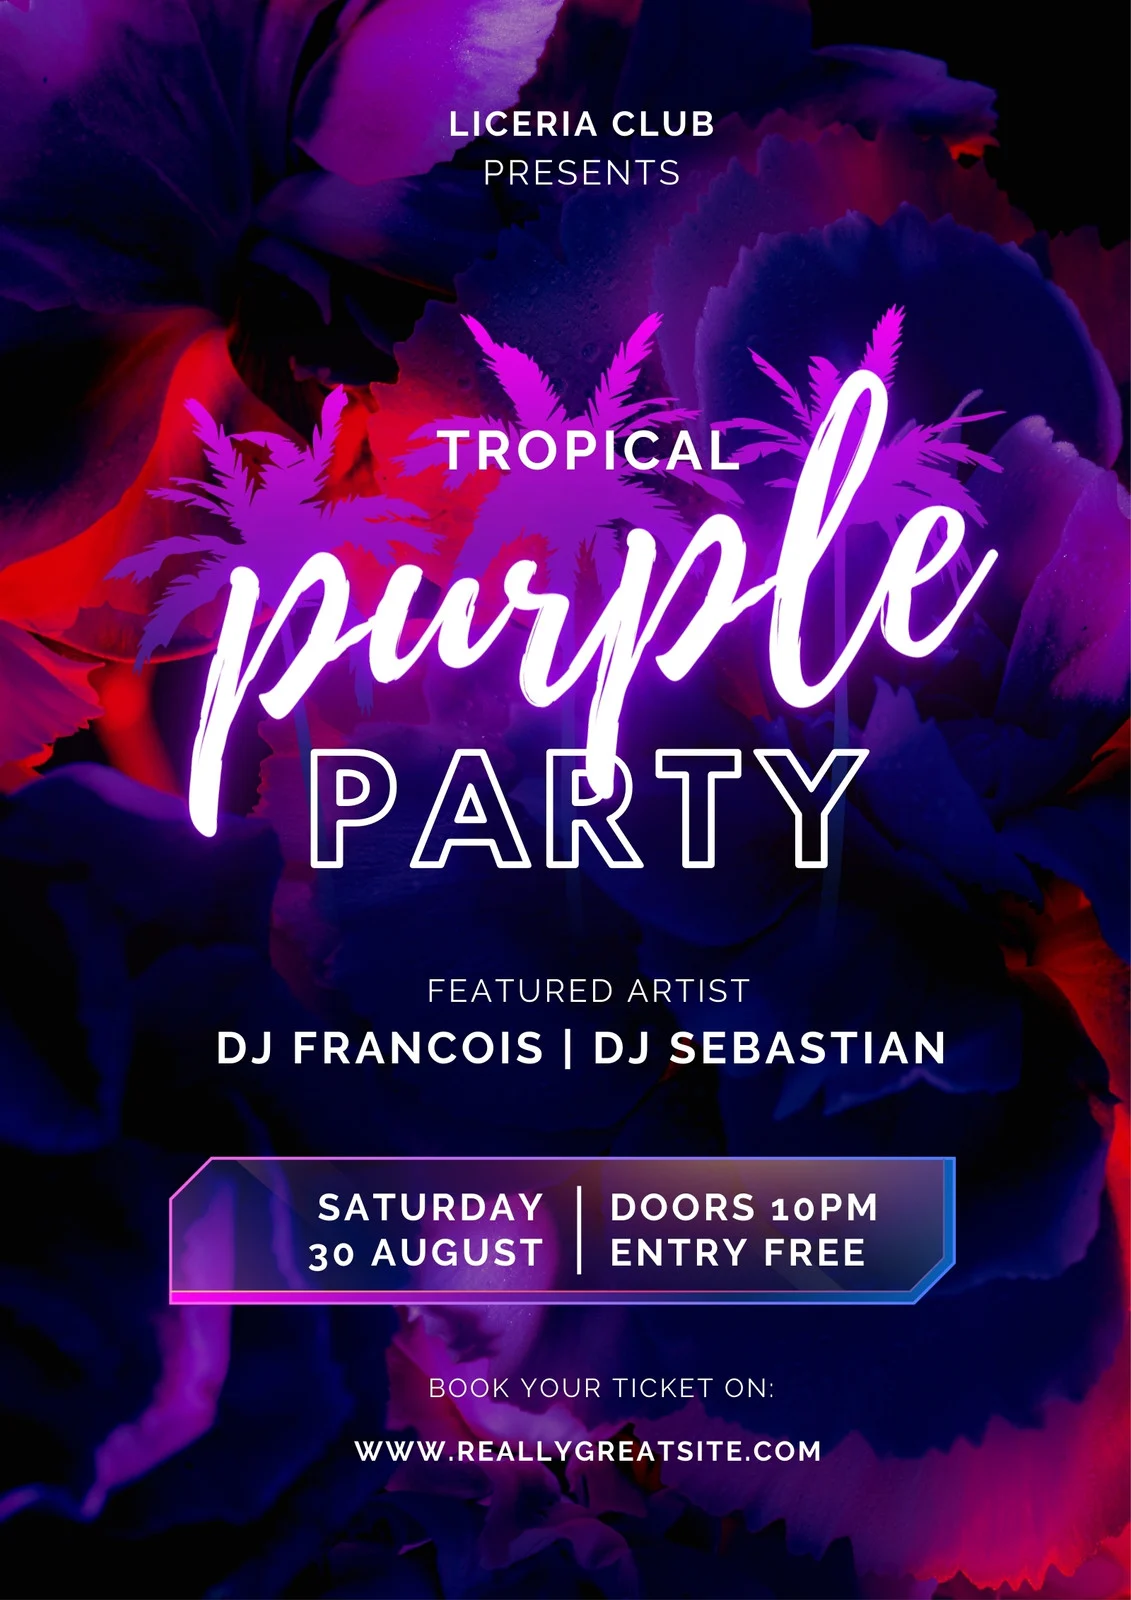 LICERIA CLUB
PRESENTS
TROPICAL
purple
PARTY
FEATURED ARTIST
DJ FRANCOIS | DJ SEBASTIAN
SATURDAY
30 AUGUST
DOORS 10PM
ENTRY FREE
BOOK YOUR TICKET ON:
WWW.REALLYGREATSITE.COM